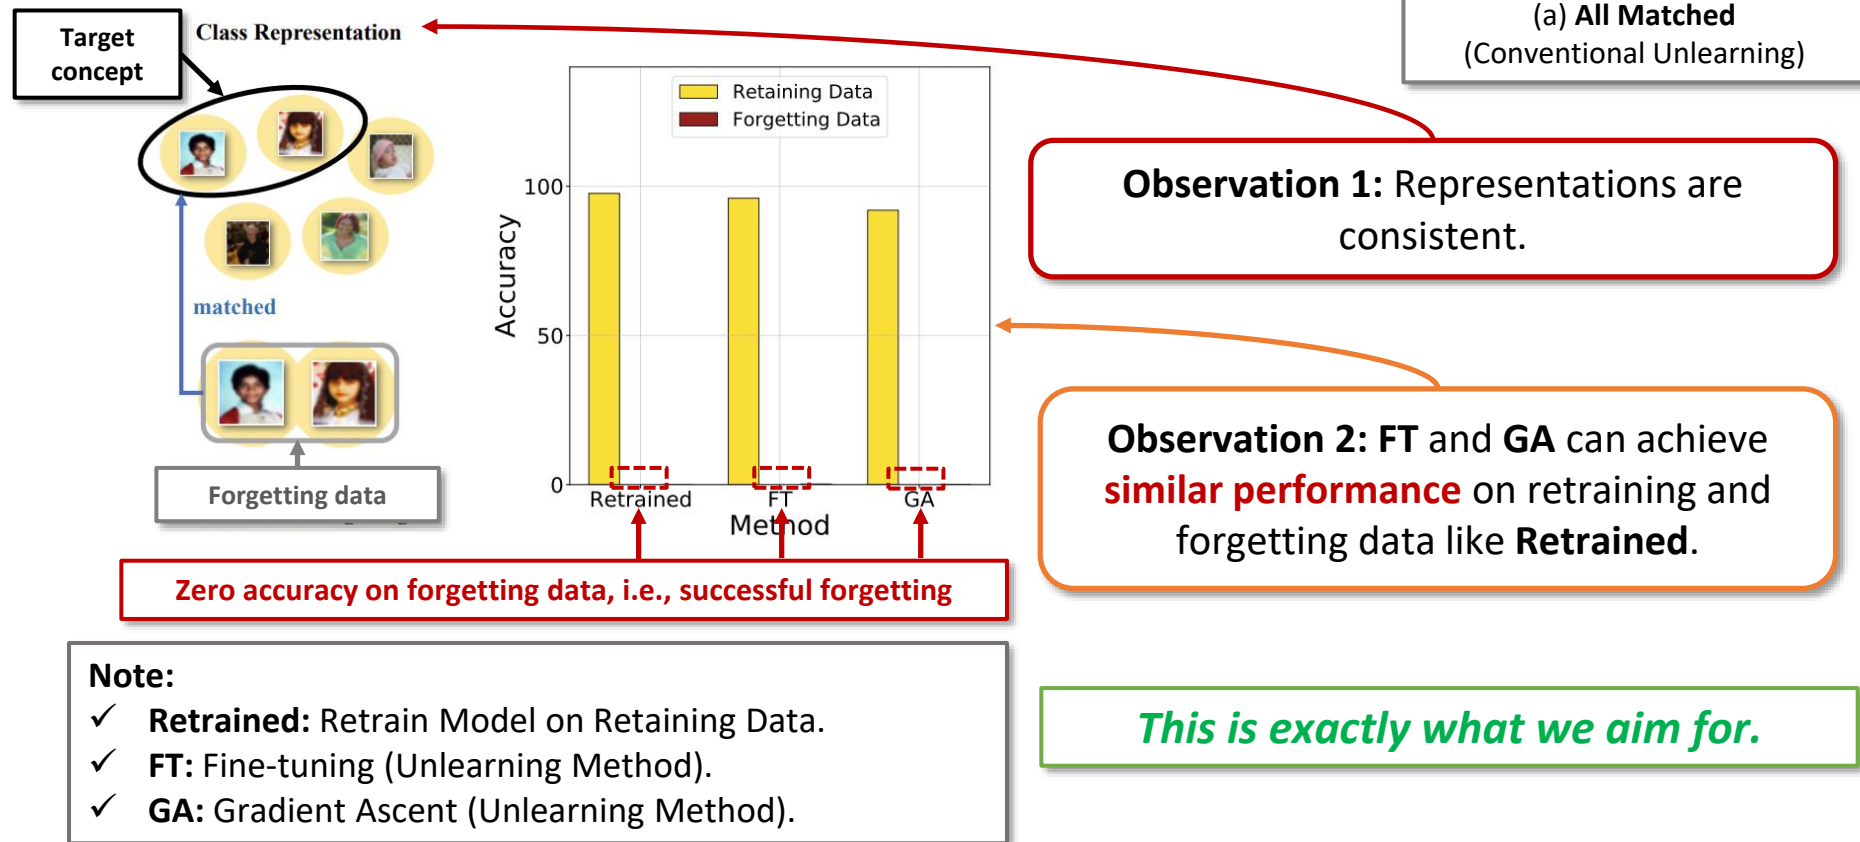 Target
concept
Class Representation
(a) All Matched
(Conventional Unlearning)
Retaining Data
Forgetting Data
100
50
0
Accuracy
Retrained
FT
GA
Method
matched
Forgetting data
Observation 1: Representations are
consistent.
Observation 2: FT and GA can achieve
similar performance on retraining and
forgetting data like Retrained.
Zero accuracy on forgetting data, i.e., successful forgetting
Note:
✓ Retrained: Retrain Model on Retaining Data.
✓ FT: Fine-tuning (Unlearning Method).
✓ GA: Gradient Ascent (Unlearning Method).
This is exactly what we aim for.